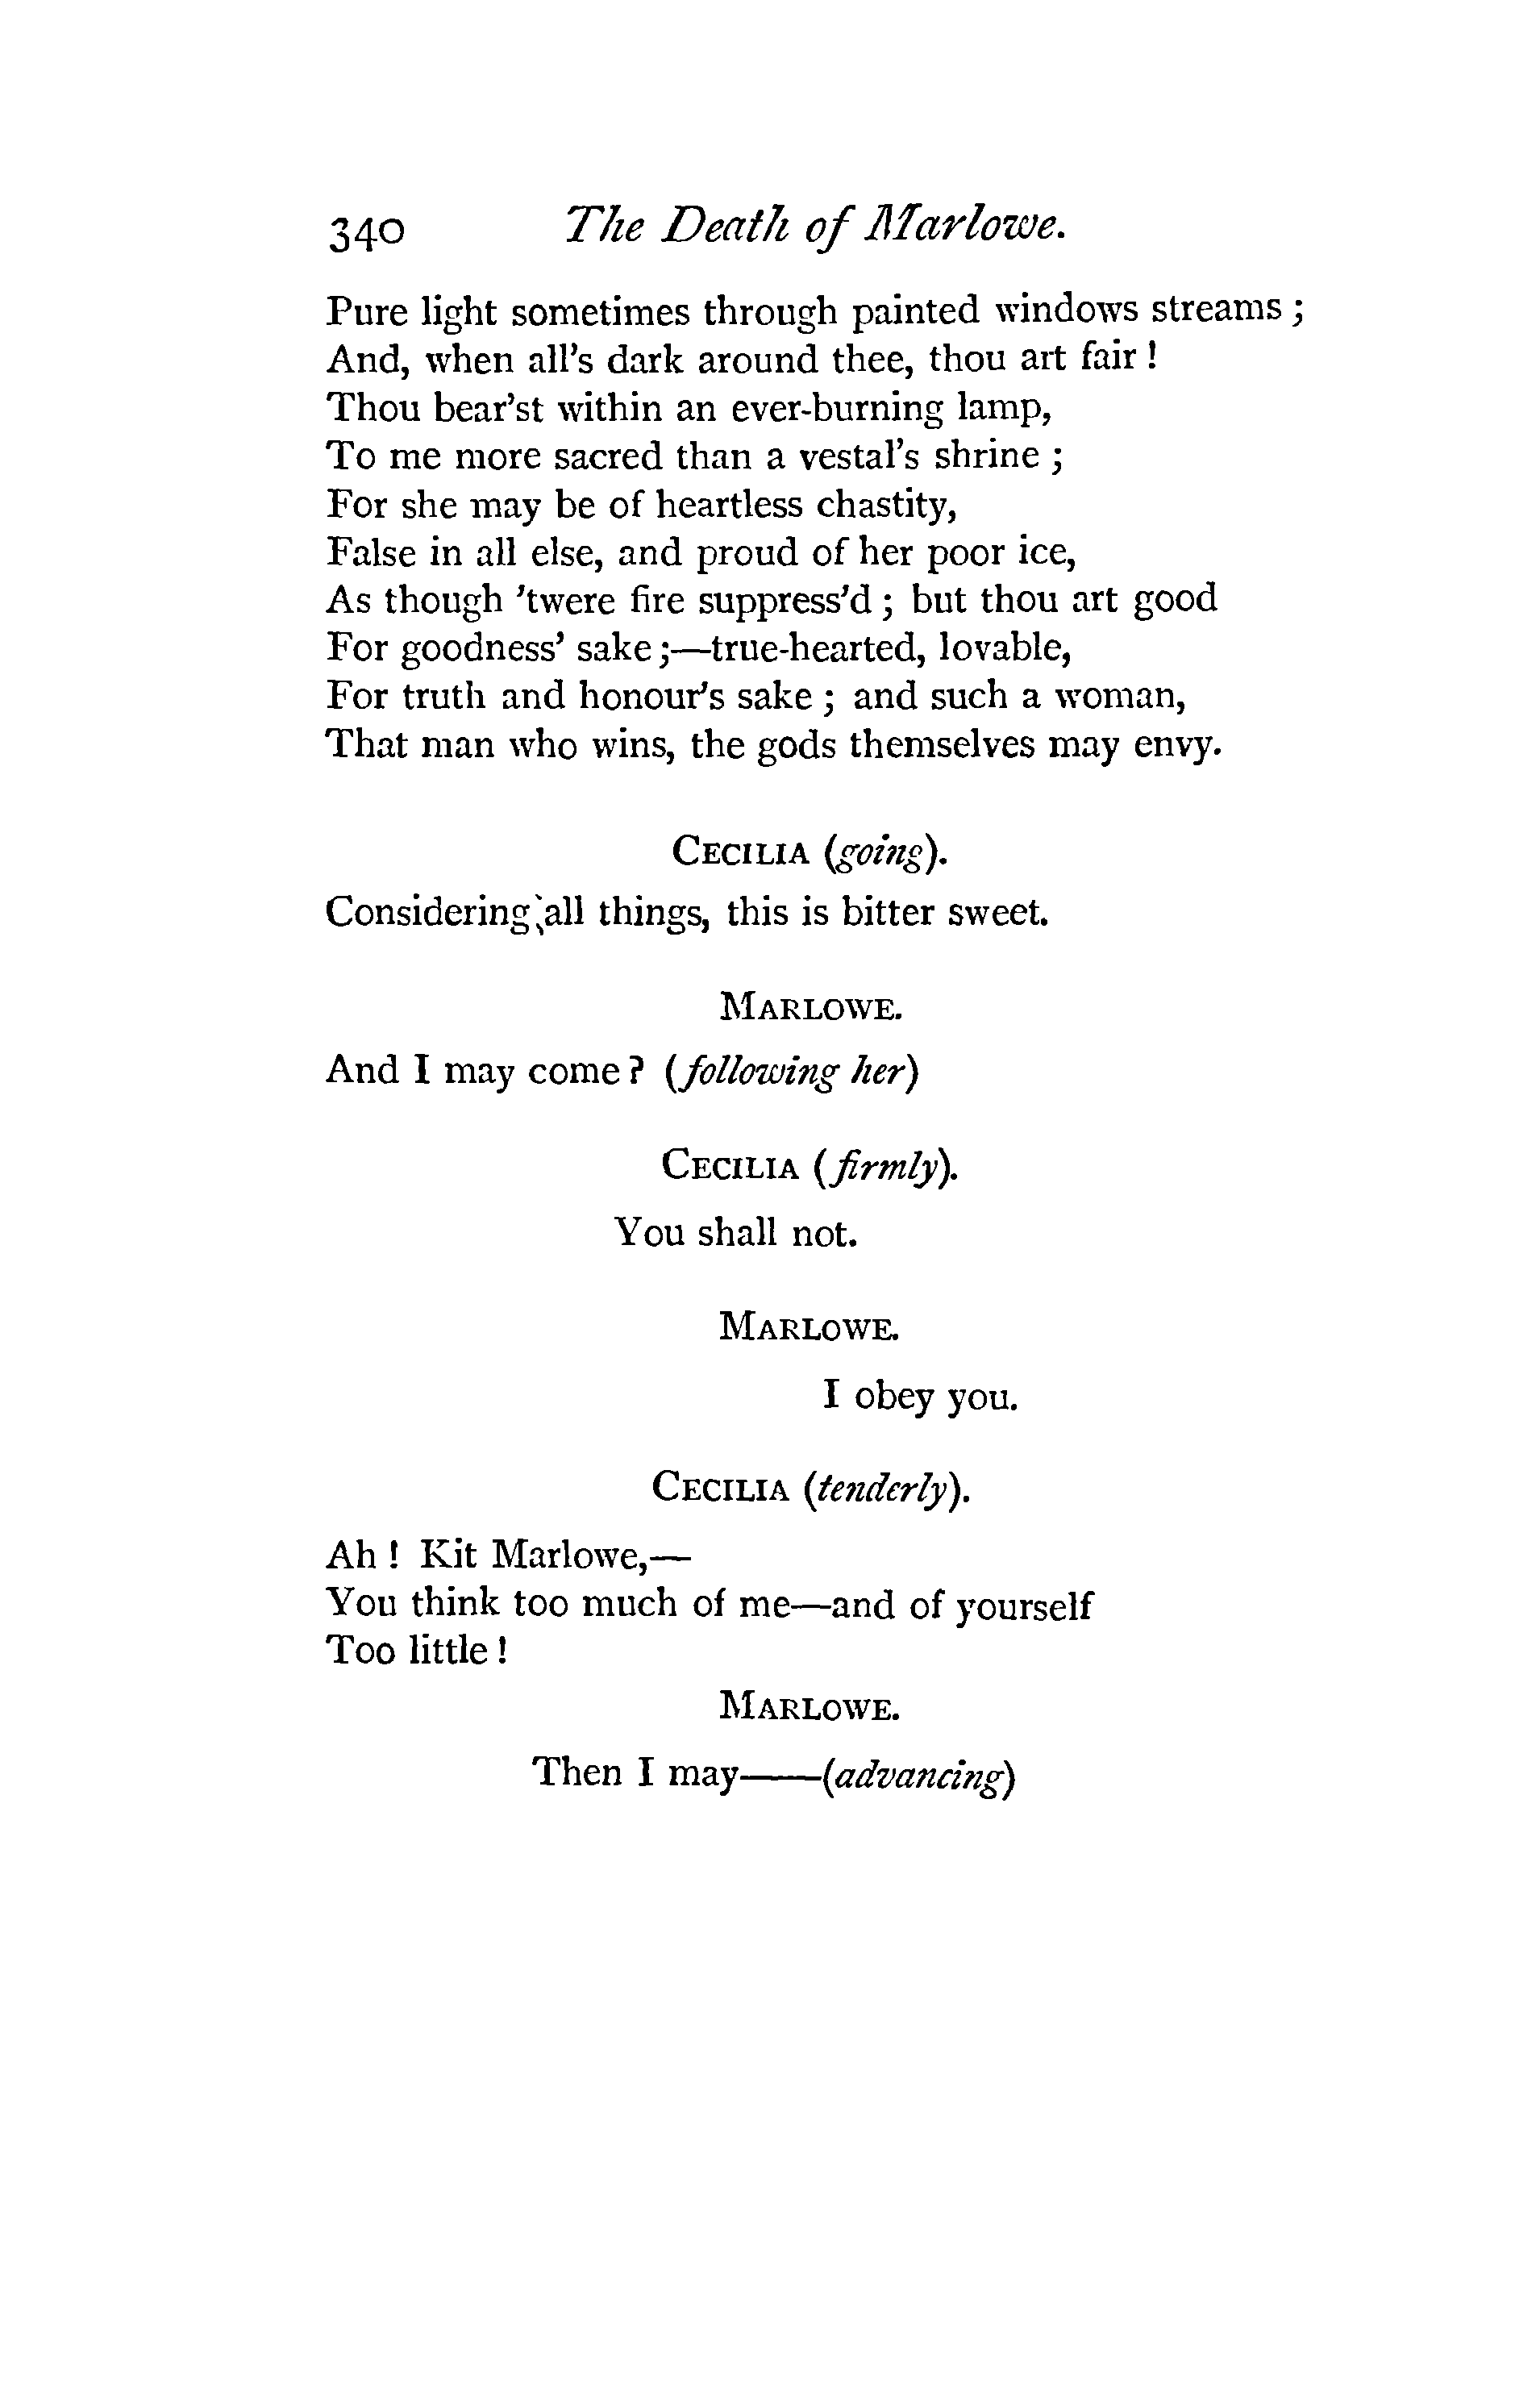 340 The Death of Marlowe.
Pure light sometimes through painted windows streams ;
And, when all's dark around thee, thou art fair !
Thou bear'st within an ever-burning lamp,
To me more sacred than a vestal's shrine ;
For she may be of heartless chastity,
False in all else, and proud of her poor ice,
As though 'twere fire suppress'd ; but thou art good
For goodness' sake ;—true-hearted, lovable,
For truth and honour's sake ; and such a woman,
That man who wins, the gods themselves may envy.
CECILIA (going).
Considering all things, this is bitter sweet.
MARLOWE.
And I may come ? (following her)
CECILIA (firmly).
You shall not.
MARLOWE.
I obey you.
CECILIA (tenderly).
Ah ! Kit Marlowe,—
You think too much of me—and of yourself
Too little !
MARLOWE.
Then I may——(advancing)